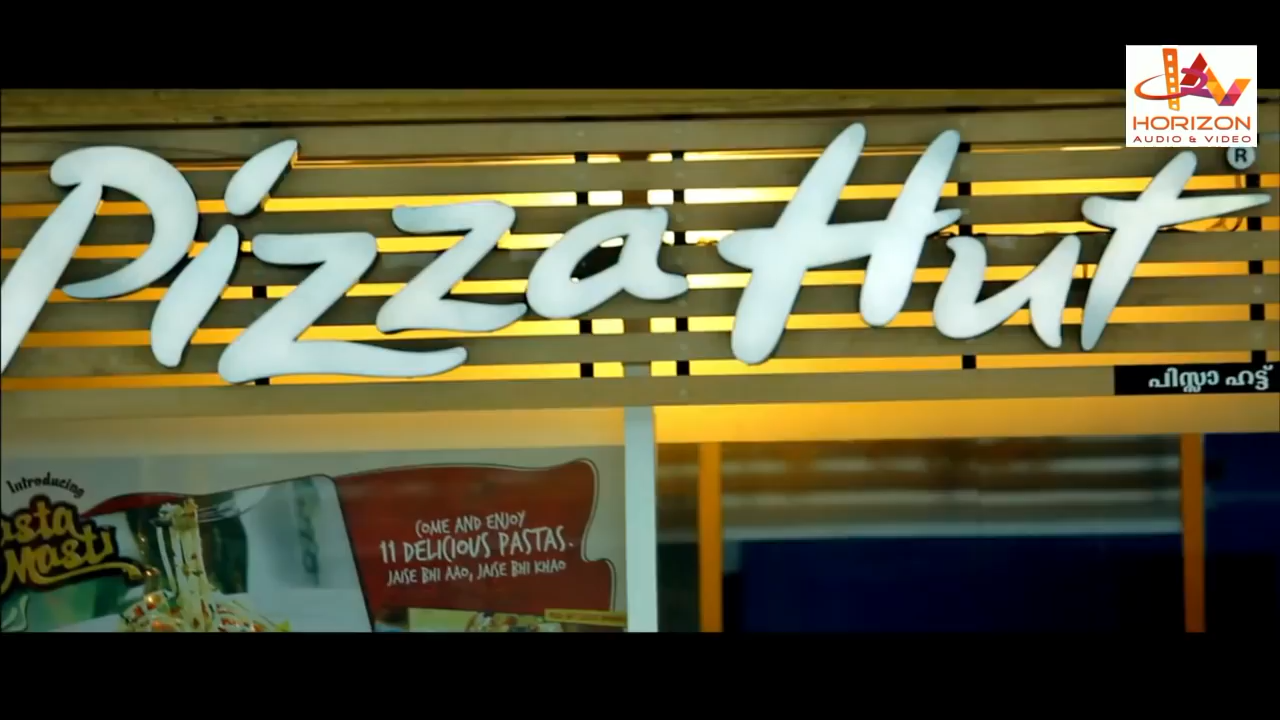 HORIZON
AUDIO & VIDEO
Pizza Hut
®
പിസ്സാ ഹട്ട്
Introducing
Masti
COME AND ENJOY
11 DELICIOUS PASTAS.
JAISE BHI AAO, JAISE BHI KHAO